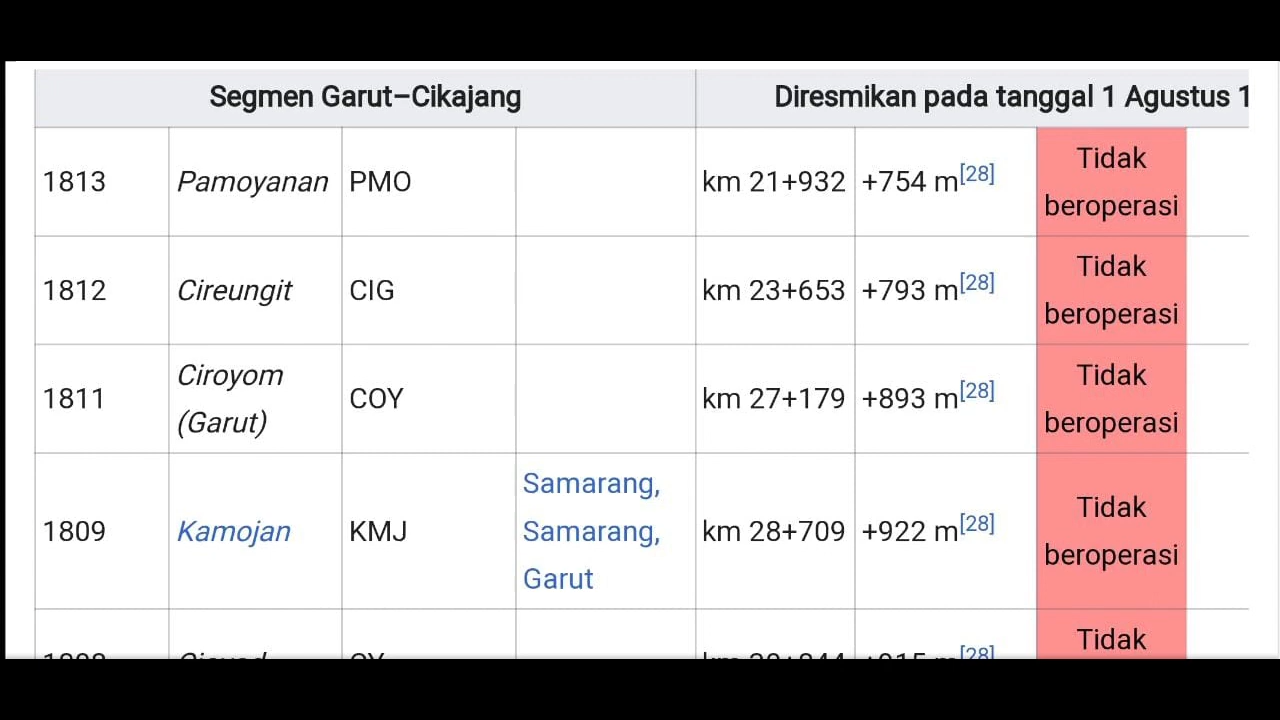 Segmen Garut–Cikajang Diresmikan pada tanggal 1 Agustus 1
1813 Pamoyanan PMO km 21+932 +754 m[28] Tidak
beroperasi
1812 Cireungit CIG km 23+653 +793 m[28] Tidak
beroperasi
1811 Ciroyom
(Garut) COY km 27+179 +893 m[28] Tidak
beroperasi
1809 Kamojan KMJ Samarang,
Samarang,
Garut km 28+709 +922 m[28] Tidak
beroperasi
[28] Tidak